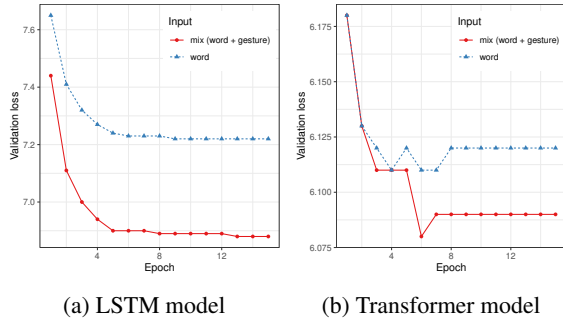 Input
mix (word + gesture)
word
7.6
7.4
7.2
7.0
Validation loss
4
8
12
Epoch
(a) LSTM model
Input
mix (word + gesture)
word
6.175
6.150
6.125
6.100
6.075
Validation loss
4
8
12
Epoch
(b) Transformer model